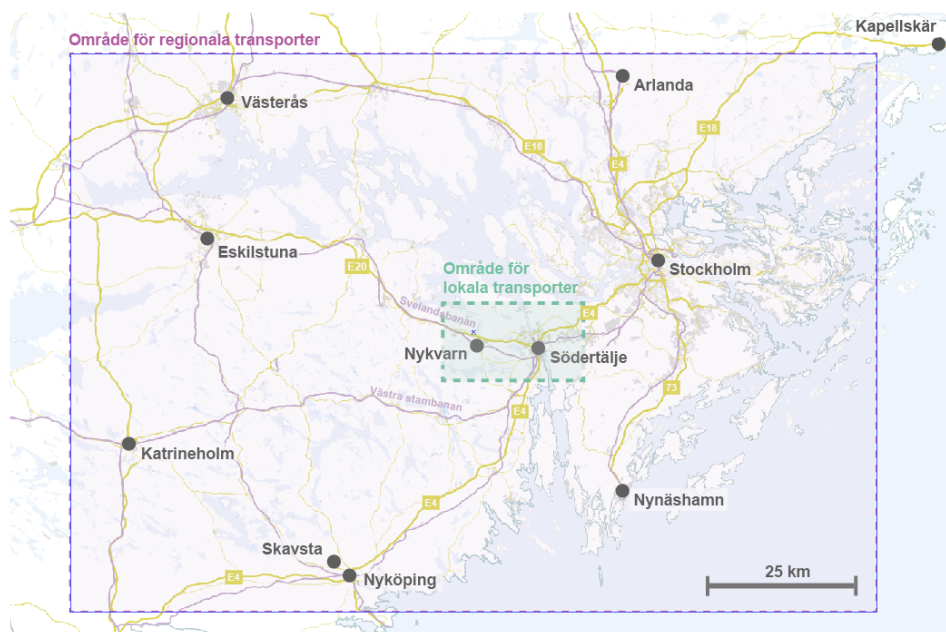 Kapellskär
Område för regionala transporter
Arlanda
Västerås
E18
E18
E4
Eskilstuna
E20
Stockholm
Område för
lokala transporter
Svelandsbanan
E4
Nykvarn
Södertälje
73
Västra stambanan
E4
Katrineholm
E4
Nynäshamn
Skavsta
E4
Nyköping
25 km